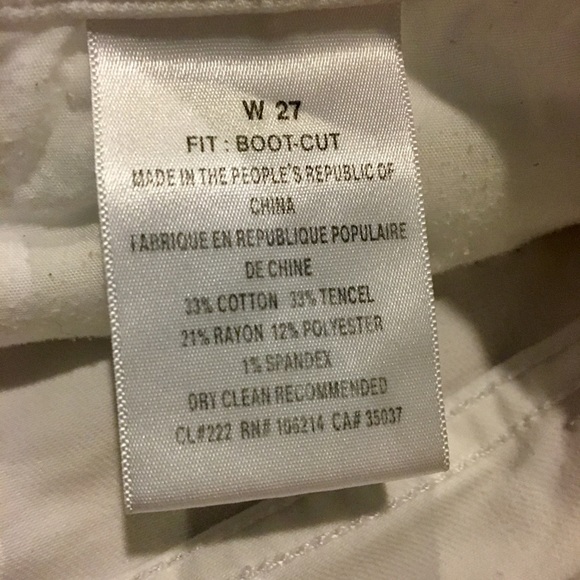 W 27
FIT : BOOT-CUT
MADE IN THE PEOPLE'S REPUBLIC OF
CHINA
FABRIQUE EN REPUBLIQUE POPULAIRE
DE CHINE
33% COTTON 33% TENCEL
21% RAYON 12% POLYESTER
1% SPANDEX
DRY CLEAN RECOMMENDED
CL#222 RN# 106214 CA# 35037